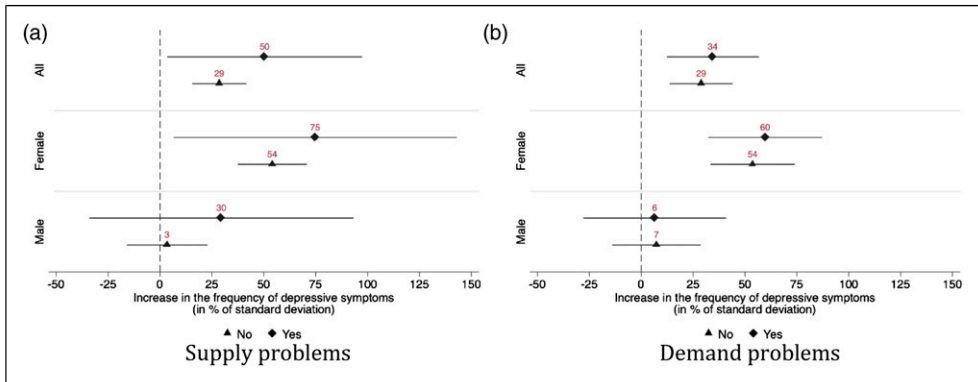 (a)
All
50
29
Female
75
54
Male
30
3
-50 -25 0 25 50 75 100 125 150
Increase in the frequency of depressive symptoms
(in % of standard deviation)
No Yes
Supply problems
(b)
All
34
29
Female
60
54
Male
6
7
-50 -25 0 25 50 75 100 125 150
Increase in the frequency of depressive symptoms
(in % of standard deviation)
No Yes
Demand problems